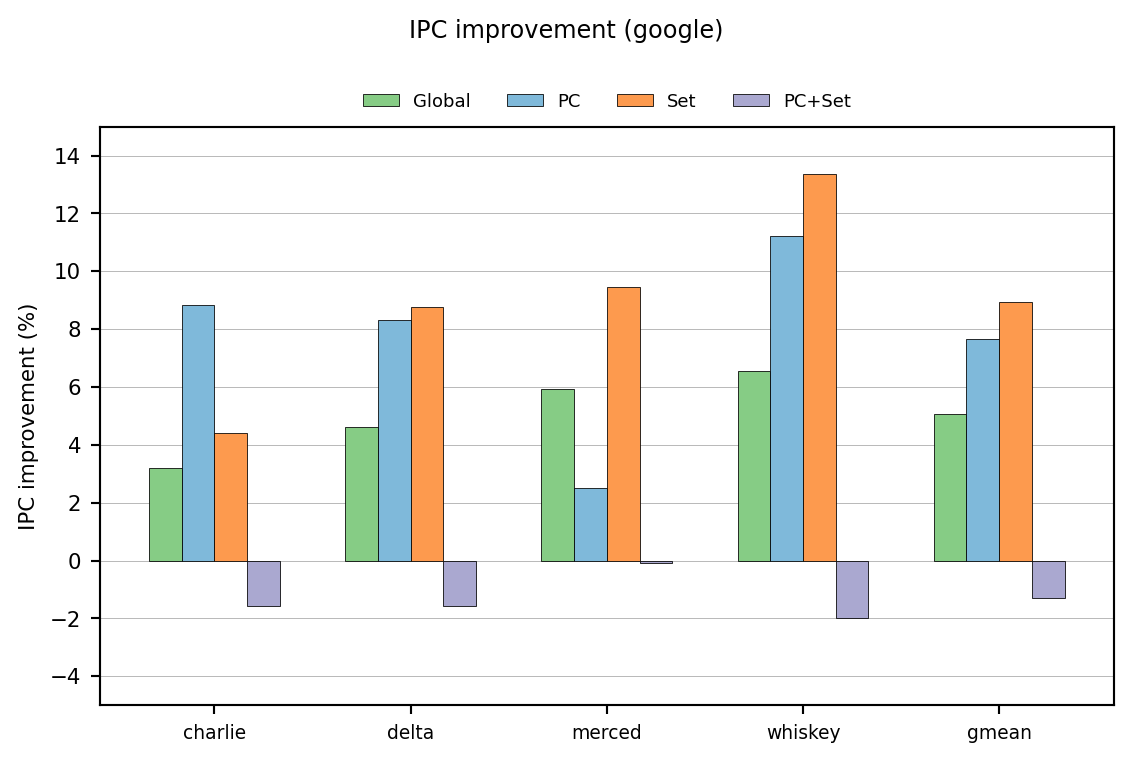 IPC improvement (google)
Global PC Set PC+Set
IPC improvement (%)
14
12
10
8
6
4
2
0
−2
−4
charlie delta merced whiskey gmean